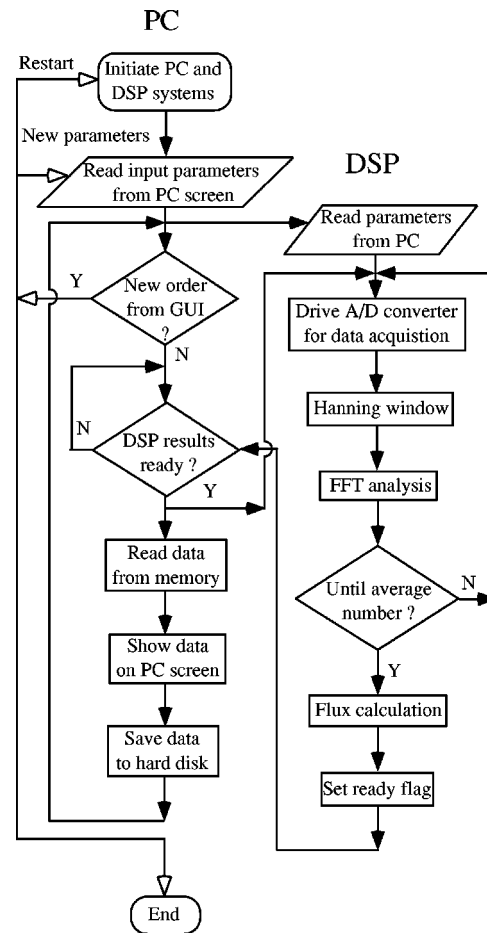 PC
Restart
Initiate PC and
DSP systems
New parameters
Read input parameters
from PC screen
DSP
Read parameters
from PC
Y
New order
from GUI
?
N
Drive A/D converter
for data acquistion
N
DSP results
ready ?
Y
Hanning window
FFT analysis
Read data
from memory
Until average
number ?
N
Y
Show data
on PC screen
Flux calculation
Save data
to hard disk
Set ready flag
End